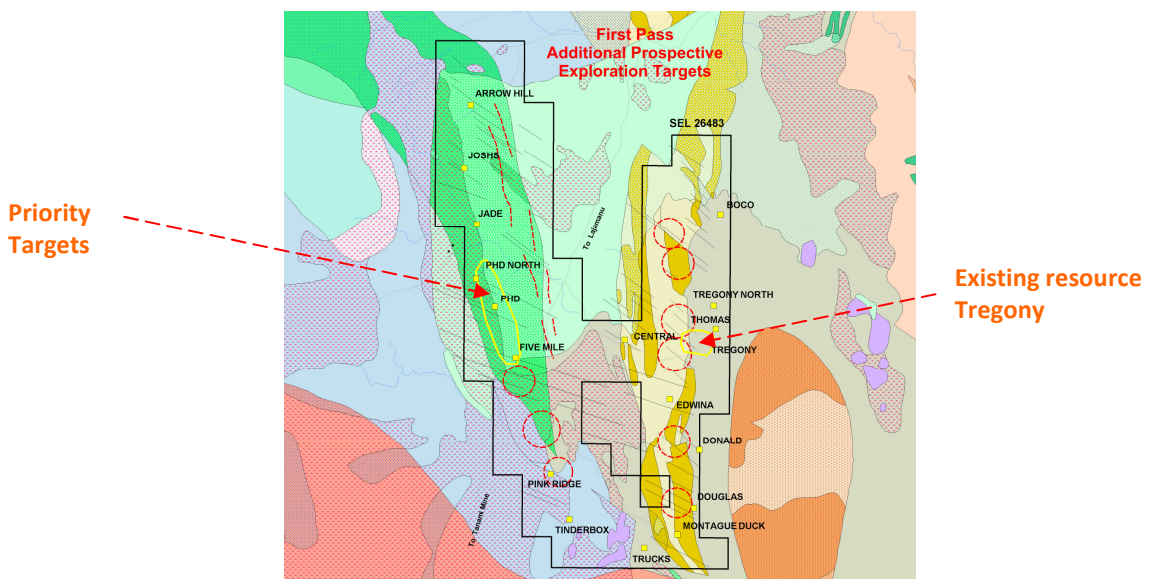 First Pass
Additional Prospective
Exploration Targets
ARROW HILL
SEL 26483
JOSHS
Priority
Targets
JADE
BOCO
To Lajimanu
PHD NORTH
PHD
Existing resource
Tregony
TREGONY NORTH
THOMAS
CENTRAL
TREGONY
FIVE MILE
EDWINA
DONALD
PINK RIDGE
DOUGLAS
To Tanami Mine
TINDERBOX
MONTAGUE DUCK
TRUCKS